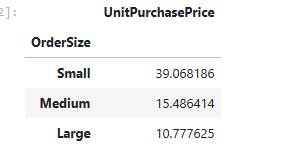 2]: UnitPurchasePrice
OrderSize
Small 39.068186
Medium 15.486414
Large 10.777625